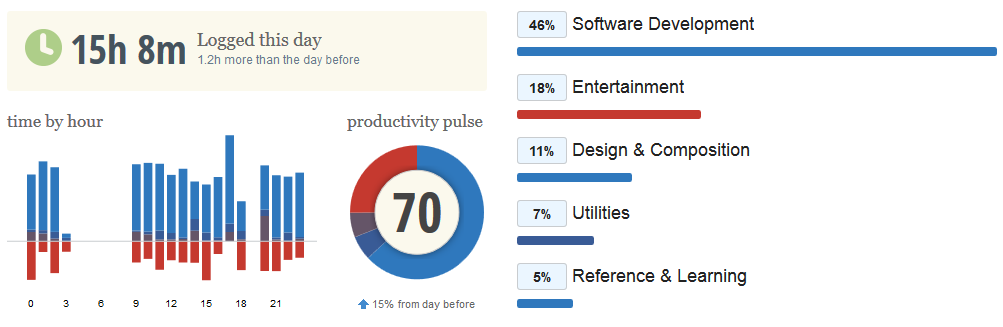 15h 8m
Logged this day
1.2h more than the day before
time by hour
0 3 6 9 12 15 18 21
productivity pulse
70
15% from day before
46% Software Development
18% Entertainment
11% Design & Composition
7% Utilities
5% Reference & Learning